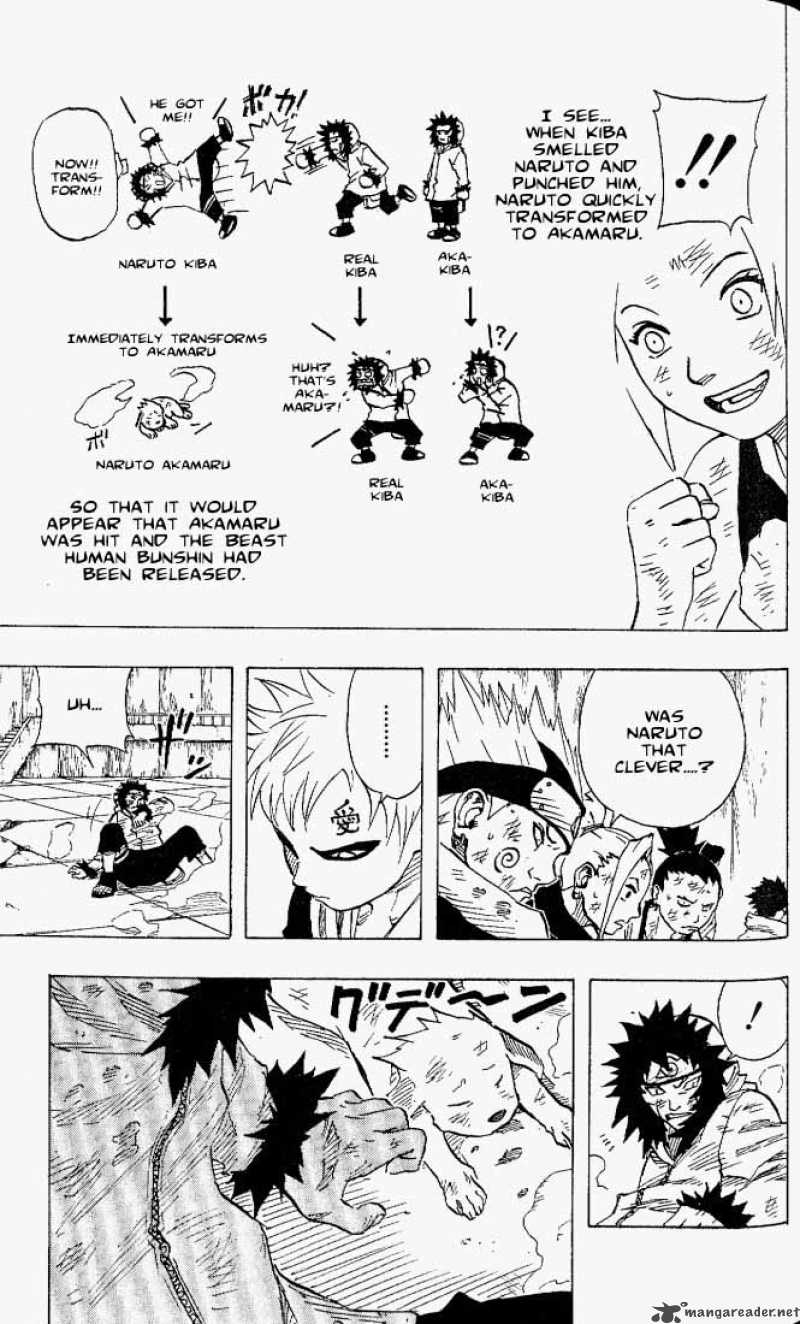 !!
I SEE...
WHEN KIBA
SMELLED
NARUTO AND
PUNCHED HIM,
NARUTO QUICKLY
TRANSFORMED
TO AKAMARU.
ボカ!
HE GOT
ME!!
NOW!!
TRANS-
FORM!!
NARUTO KIBA
REAL
KIBA
AKA-
KIBA
IMMEDIATELY TRANSFORMS
TO AKAMARU
ボ
NARUTO AKAMARU
HUH?
THAT'S
AKA-
MARU?!
?
REAL
KIBA
AKA-
KIBA
SO THAT IT WOULD
APPEAR THAT AKAMARU
WAS HIT AND THE BEAST
HUMAN BUNSHIN HAD
BEEN RELEASED.
WAS
NARUTO
THAT
CLEVER....?
........
愛
UH...
ザッ
!
グデ〜ン
mangareader.net